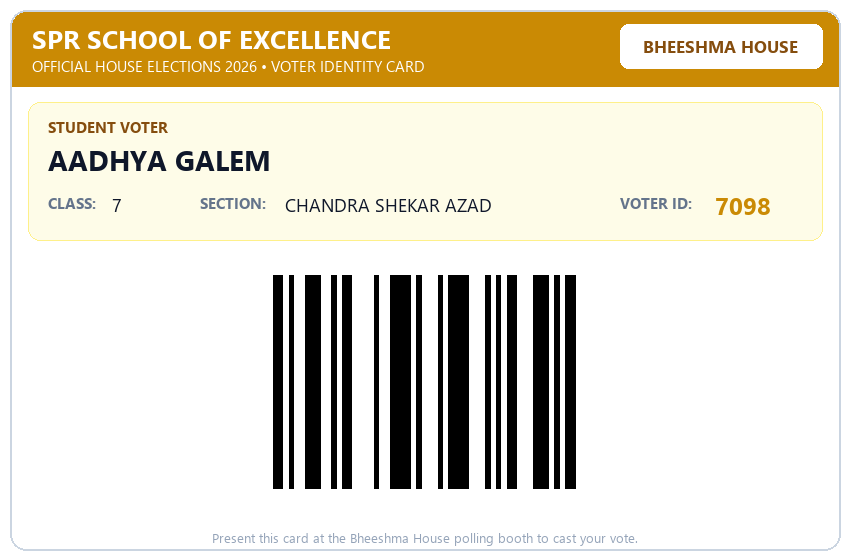 SPR SCHOOL OF EXCELLENCE
OFFICIAL HOUSE ELECTIONS 2026 • VOTER IDENTITY CARD
BHEESHMA HOUSE
STUDENT VOTER
AADHYA GALEM
CLASS: 7 SECTION: CHANDRA SHEKAR AZAD VOTER ID: 7098
Present this card at the Bheeshma House polling booth to cast your vote.